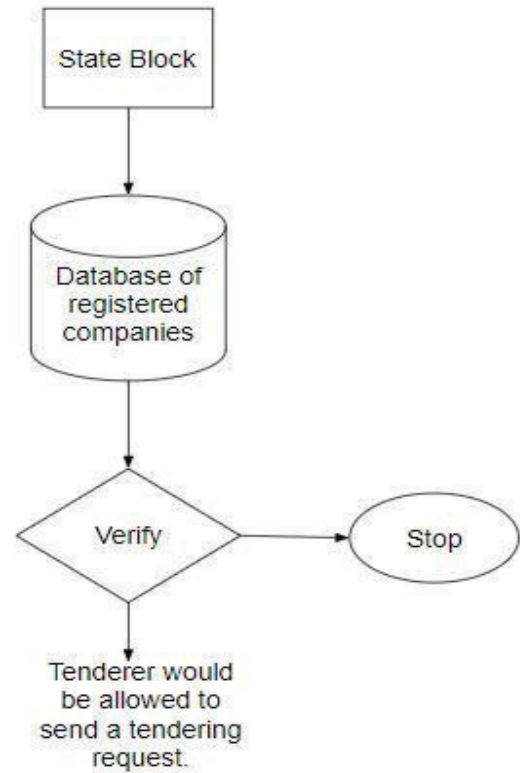 State Block
Database of
registered
companies
Verify
Stop
Tenderer would
be allowed to
send a tendering
request.